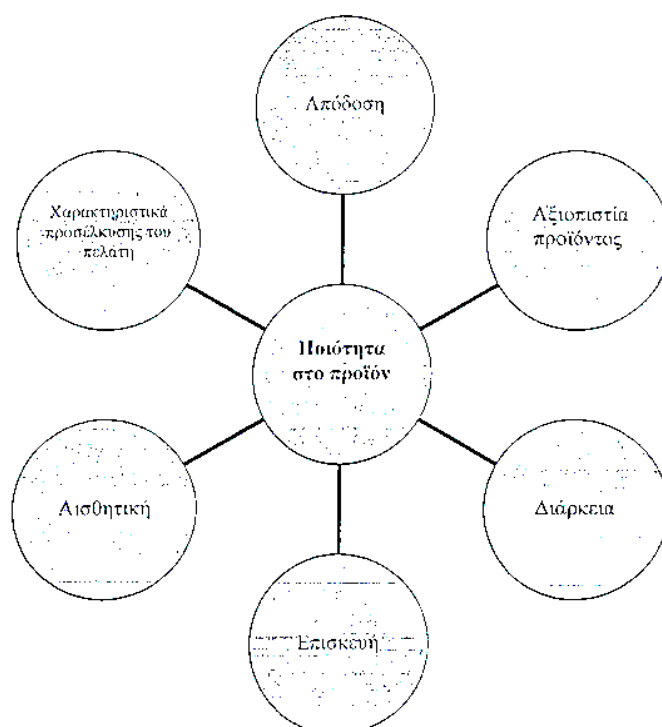 Απόδοση
Χαρακτηριστικά
προσέλκυσης του
πελάτη
Αξιοπιστία
προϊόντος
Ποιότητα
στο προϊόν
Αισθητική
Διάρκεια
Επισκευή